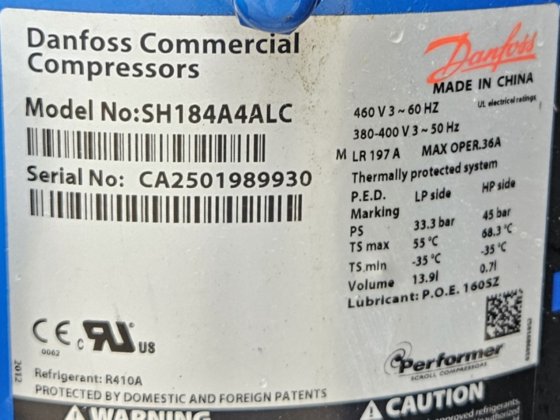 Danfoss Commercial
Compressors
Danfoss
MADE IN CHINA
Model No:SH184A4ALC
460 V 3 ~ 60 HZ
UL electrical ratings
380-400 V 3 ~ 50 Hz
M LR 197 A MAX OPER.36A
Serial No: CA2501989930
Thermally protected system
P.E.D. LP side HP side
Marking
PS 33.3 bar 45 bar
TS max 55 °C 68.3 °C
TS min -35 °C -35 °C
Volume 13.9l 0.7l
Lubricant: P.O.E. 160SZ
CE
0062
c RU US
2012
Performer
SCROLL COMPRESSORS
Refrigerant: R410A
PROTECTED BY DOMESTIC AND FOREIGN PATENTS
WARNING
CAUTION
approved refrigerants.